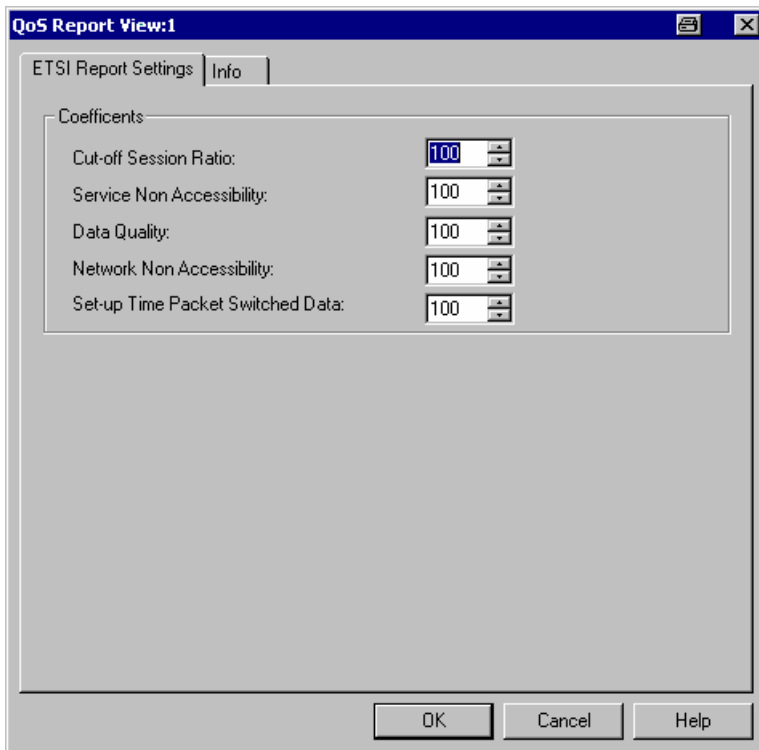 QoS Report View:1
ETSI Report Settings
Info
Coefficents
Cut-off Session Ratio: 100
Service Non Accessibility: 100
Data Quality: 100
Network Non Accessibility: 100
Set-up Time Packet Switched Data: 100
OK
Cancel
Help